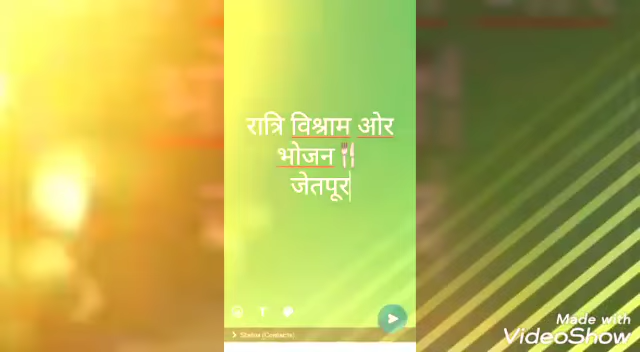 रात्रि विश्राम ओर
भोजन🍴
जेतपूर
Status (Contacts)
Made with
VideoShow